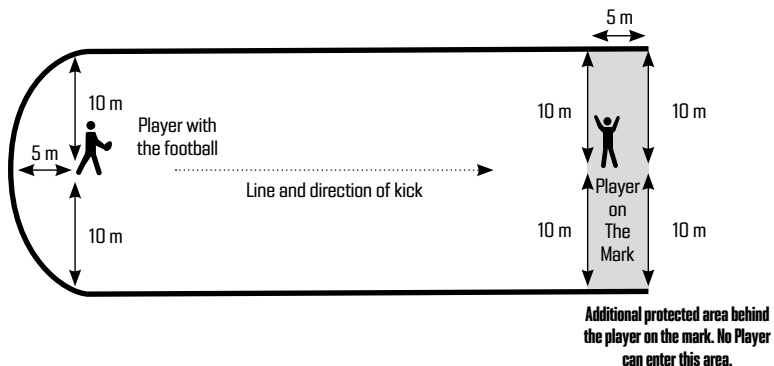 5 m
10 m
10 m
10 m
Player with
the football
5 m
Line and direction of kick
Player
on
The
Mark
10 m
10 m
10 m
Additional protected area behind
the player on the mark. No Player
can enter this area.